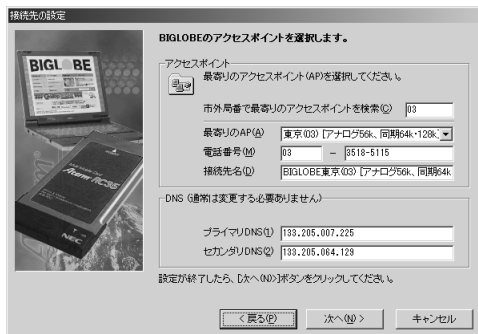 接続先の設定
BIGLOBEのアクセスポイントを選択します。
BIGLOBE
Aterm RC35
NEC
アクセスポイント
最寄りのアクセスポイント(AP)を選択してください。
市外局番で最寄りのアクセスポイントを検索(C) 03
最寄りのAP(A) 東京(03) [アナログ56k、同期64k・128k]
電話番号(M) 03 - 3518-5115
接続先名(D) BIGLOBE東京(03) [アナログ56k、同期64k
DNS (通常は変更する必要ありません)
プライマリDNS(1) 133.205.007.225
セカンダリDNS(2) 133.205.064.129
設定が終了したら、[次へ(N)>]ボタンをクリックしてください。
< 戻る(P) 次へ(N) > キャンセル